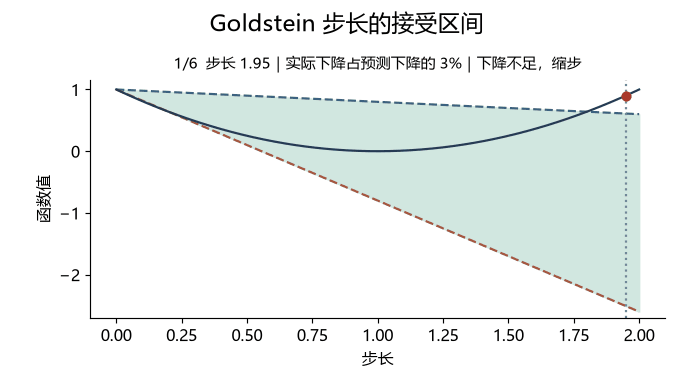 Goldstein 步长的接受区间
1/6 步长 1.95 | 实际下降占预测下降的 3% | 下降不足，缩步
函数值
1
0
−1
−2
0.00 0.25 0.50 0.75 1.00 1.25 1.50 1.75 2.00
步长